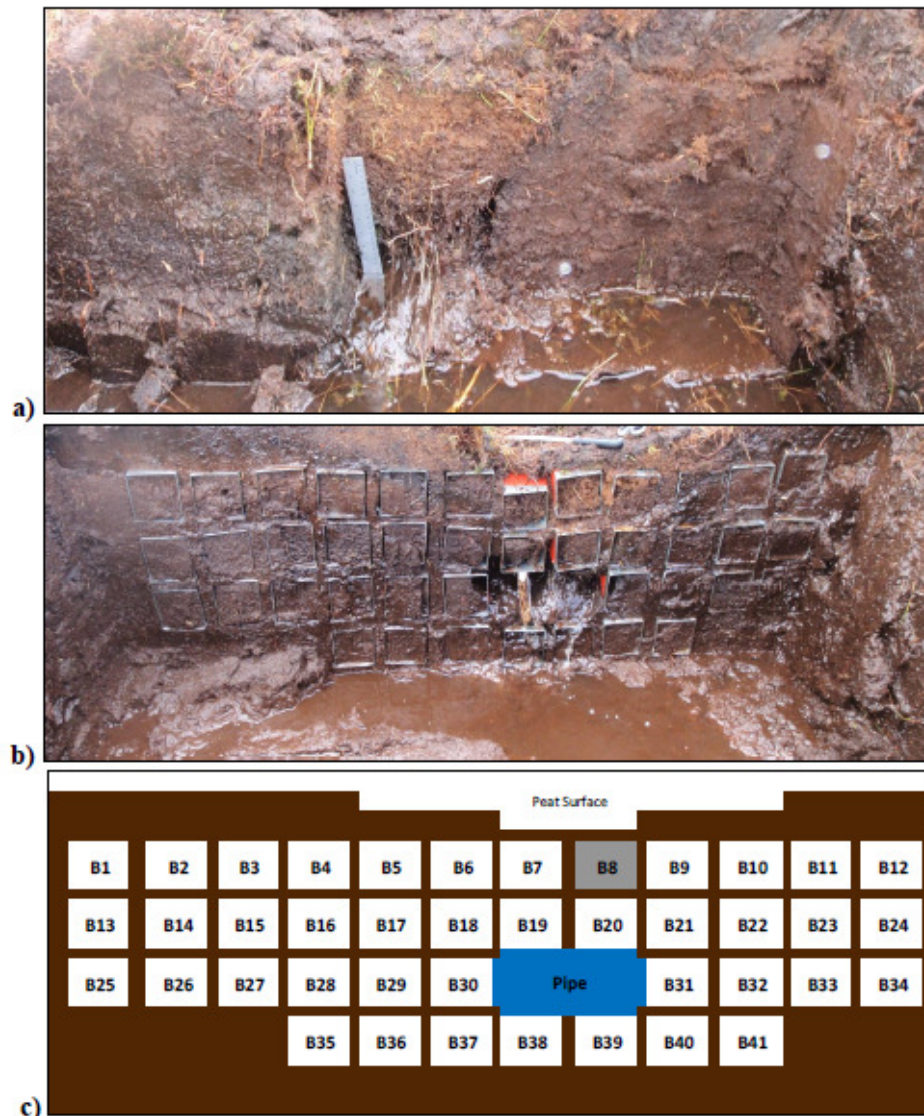 a)
b)
Peat Surface
B1 B2 B3 B4 B5 B6 B7 B8 B9 B10 B11 B12
B13 B14 B15 B16 B17 B18 B19 B20 B21 B22 B23 B24
B25 B26 B27 B28 B29 B30 Pipe B31 B32 B33 B34
B35 B36 B37 B38 B39 B40 B41
c)